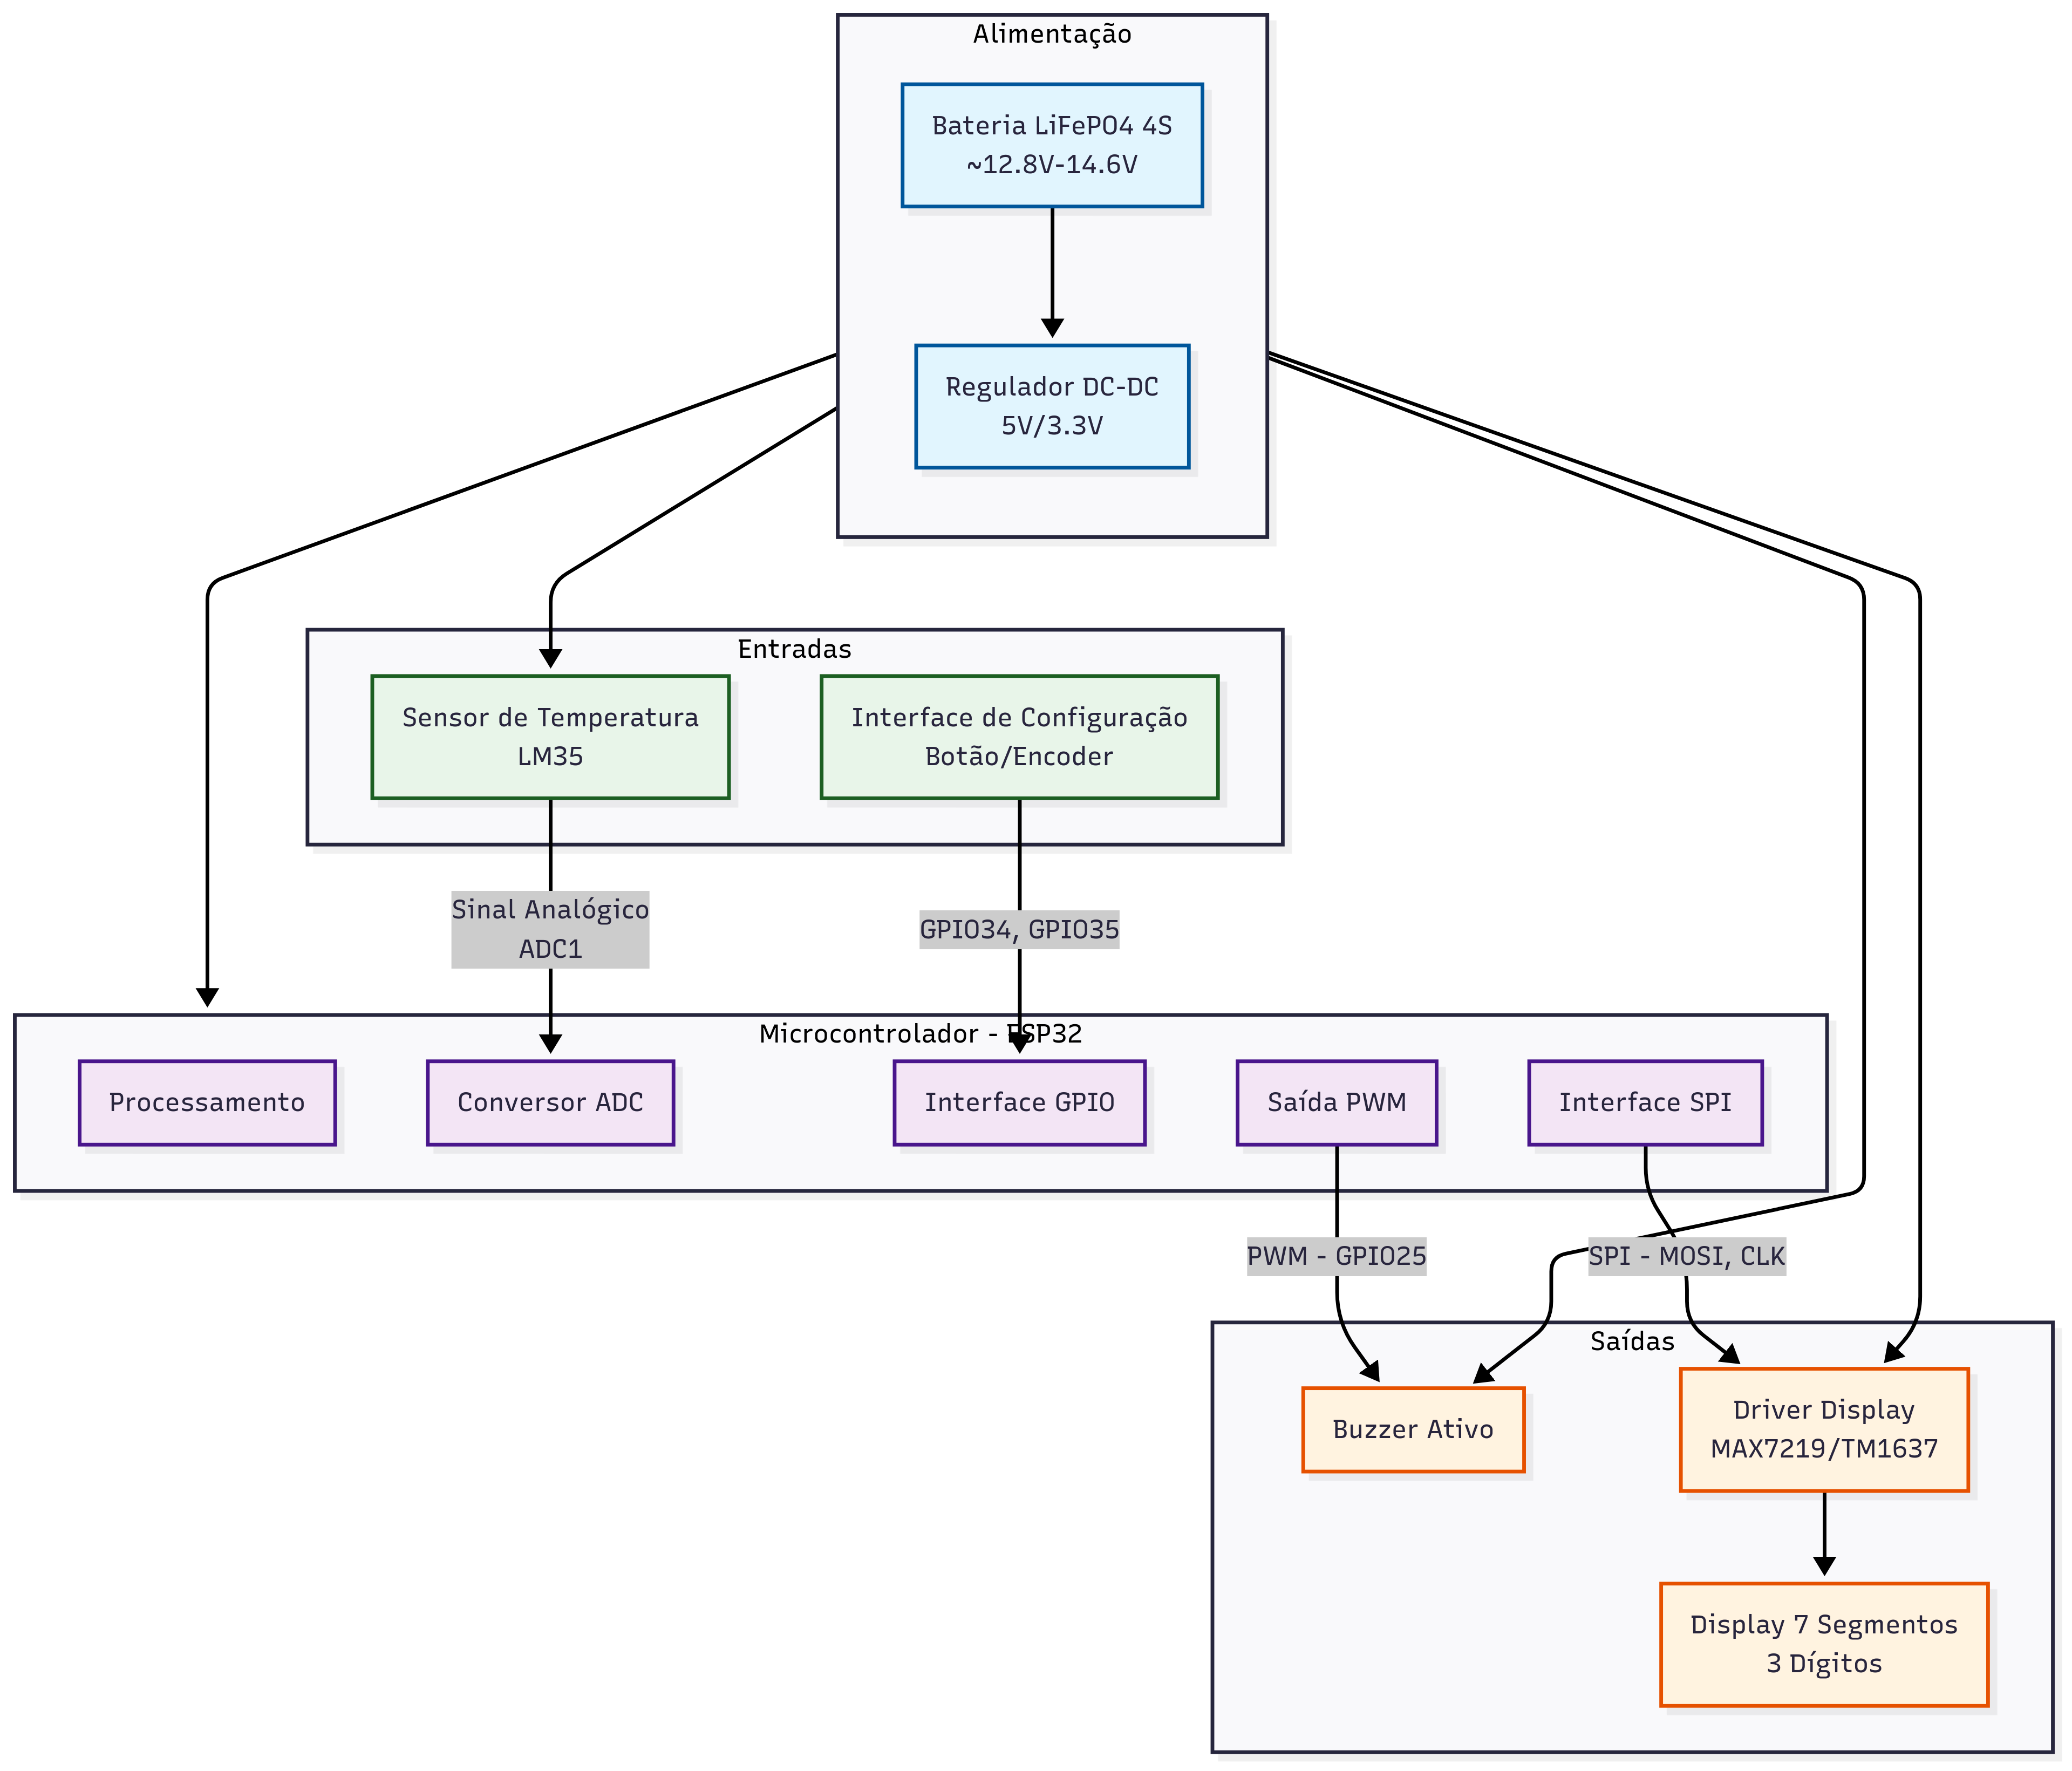 Alimentação
Bateria LiFePO4 4S
~12.8V-14.6V
Regulador DC-DC
5V/3.3V
Entradas
Sensor de Temperatura
LM35
Interface de Configuração
Botão/Encoder
Sinal Analógico
ADC1
GPIO34, GPIO35
Microcontrolador - ESP32
Processamento
Conversor ADC
Interface GPIO
Saída PWM
Interface SPI
PWM - GPIO25
SPI - MOSI, CLK
Saídas
Buzzer Ativo
Driver Display
MAX7219/TM1637
Display 7 Segmentos
3 Dígitos